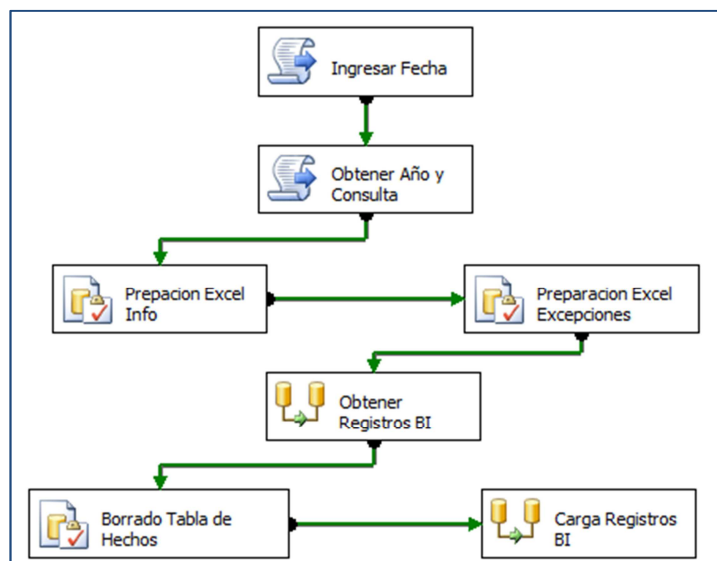 Ingresar Fecha
Obtener Año y
Consulta
Prepacion Excel
Info
Preparacion Excel
Excepciones
Obtener
Registros BI
Borrado Tabla de
Hechos
Carga Registros
BI